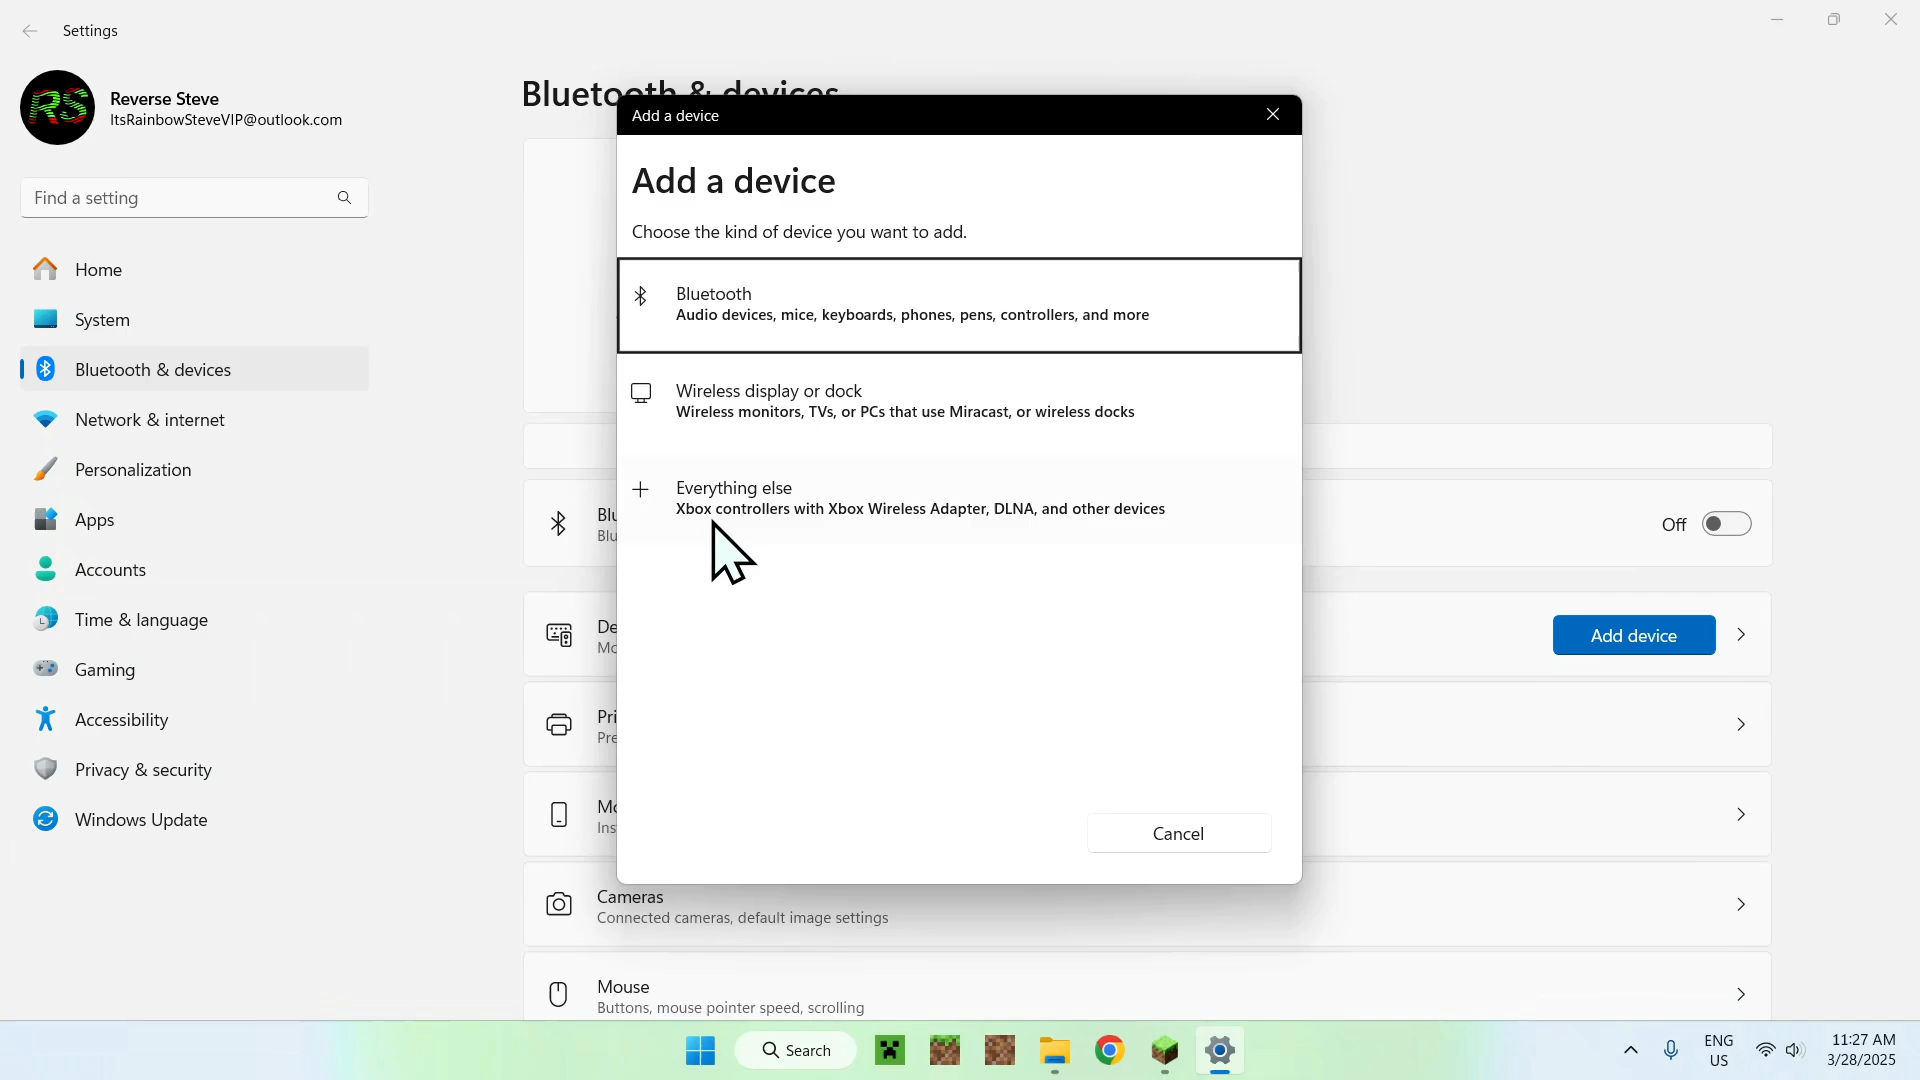 Settings
RS
Reverse Steve
ItsRainbowSteveVIP@outlook.com
Find a setting
Home
System
Bluetooth & devices
Network & internet
Personalization
Apps
Accounts
Time & language
Gaming
Accessibility
Privacy & security
Windows Update
Bluetooth & devices
Add a device
Add a device
Choose the kind of device you want to add.
Bluetooth
Audio devices, mice, keyboards, phones, pens, controllers, and more
Wireless display or dock
Wireless monitors, TVs, or PCs that use Miracast, or wireless docks
Everything else
Xbox controllers with Xbox Wireless Adapter, DLNA, and other devices
Cancel
Off
Add device
Cameras
Connected cameras, default image settings
Mouse
Buttons, mouse pointer speed, scrolling
Search
ENG
US
11:27 AM
3/28/2025